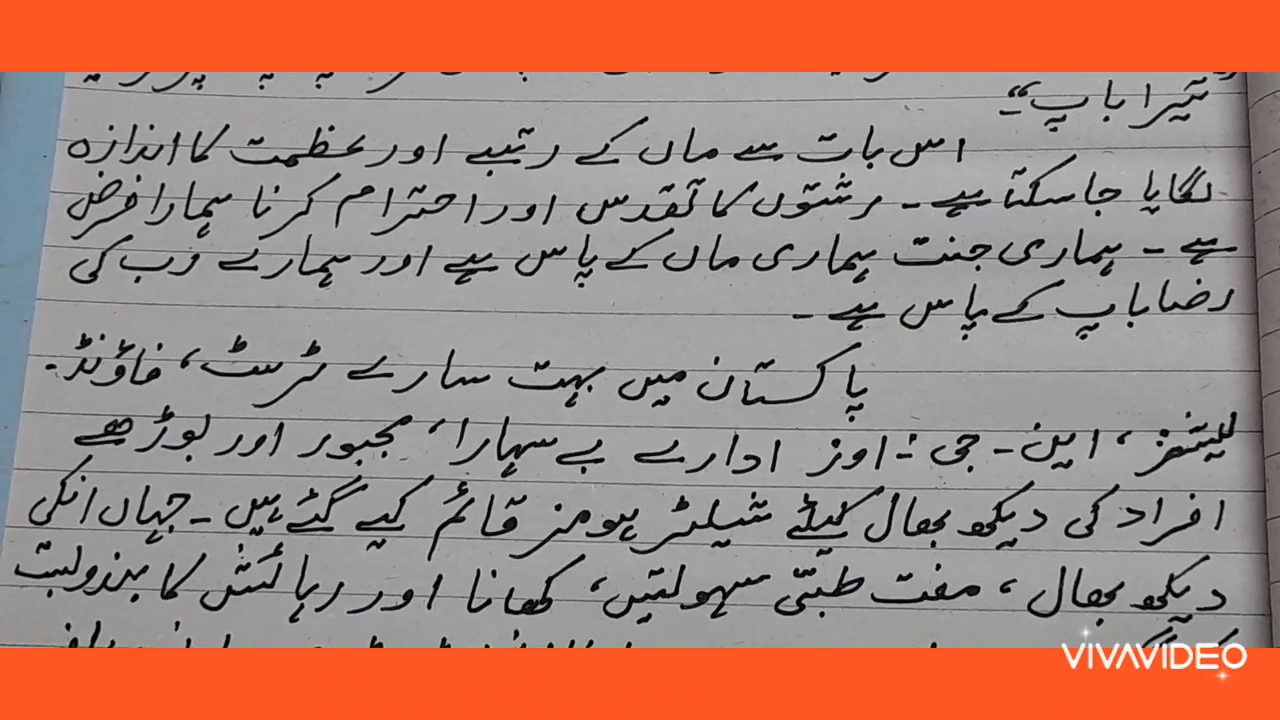 تیرا باپ“۔
اس بات سے ماں کے رتبے اور عظمت کا اندازہ
لگایا جاسکتا ہے۔ رشتوں کا تقدس اور احترام کرنا ہمارا فرض
ہے۔ ہماری جنت ہماری ماں کے پاس ہے اور ہمارے رب کی
رضا باپ کے پاس ہے۔
پاکستان میں بہت سارے ٹرسٹ، فاؤنڈ۔
لیشنز، این۔جی۔اوز ادارے بے سہارا، مجبور اور بوڑھے
افراد کی دیکھ بھال کیلئے شیلٹر ہومز قائم کیے گئے ہیں۔ جہاں انکی
دیکھ بھال، مفت طبّی سہولتیں، کھانا اور رہائش کا بندوبست
VIVAVIDEO